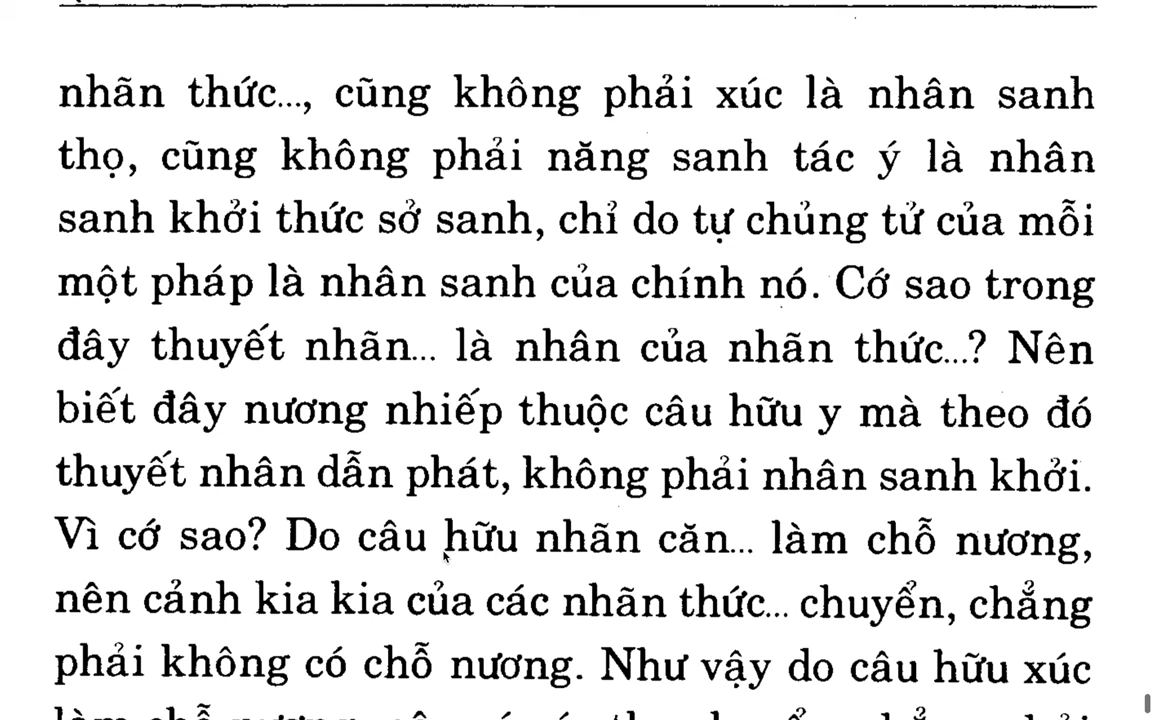 nhãn thức..., cũng không phải xúc là nhân sanh
thọ, cũng không phải năng sanh tác ý là nhân
sanh khởi thức sở sanh, chỉ do tự chủng tử của mỗi
một pháp là nhân sanh của chính nó. Cớ sao trong
đây thuyết nhãn... là nhân của nhãn thức...? Nên
biết đây nương nhiếp thuộc câu hữu y mà theo đó
thuyết nhân dẫn phát, không phải nhân sanh khởi.
Vì cớ sao? Do câu hữu nhãn căn... làm chỗ nương,
nên cảnh kia kia của các nhãn thức... chuyển, chẳng
phải không có chỗ nương. Như vậy do câu hữu xúc